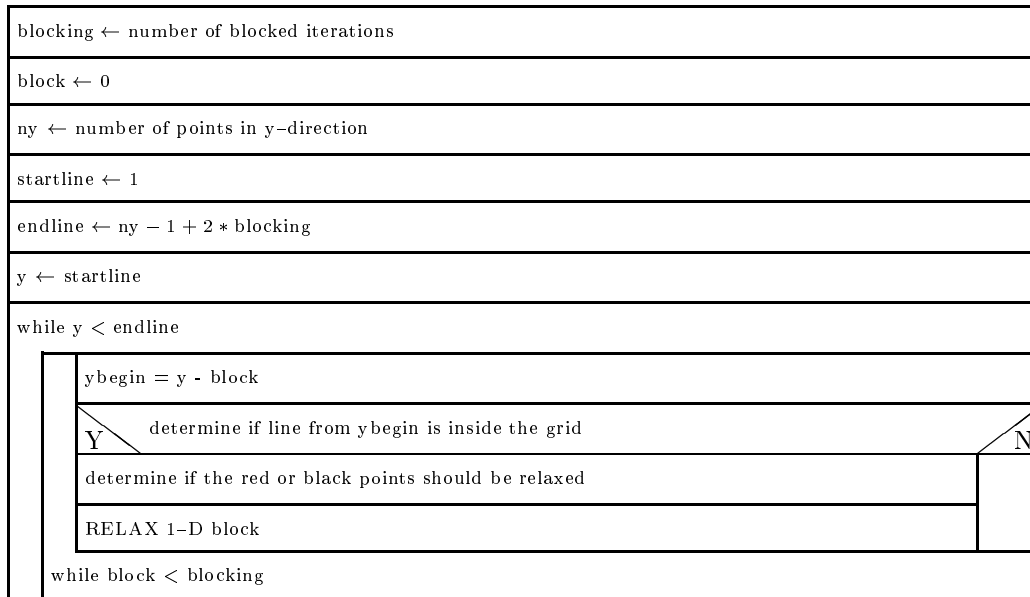 blocking ← number of blocked iterations
block ← 0
ny ← number of points in y–direction
startline ← 1
endline ← ny − 1 + 2 * blocking
y ← startline
while y < endline
ybegin = y - block
determine if line from ybegin is inside the grid
Y N
determine if the red or black points should be relaxed
RELAX 1–D block
while block < blocking